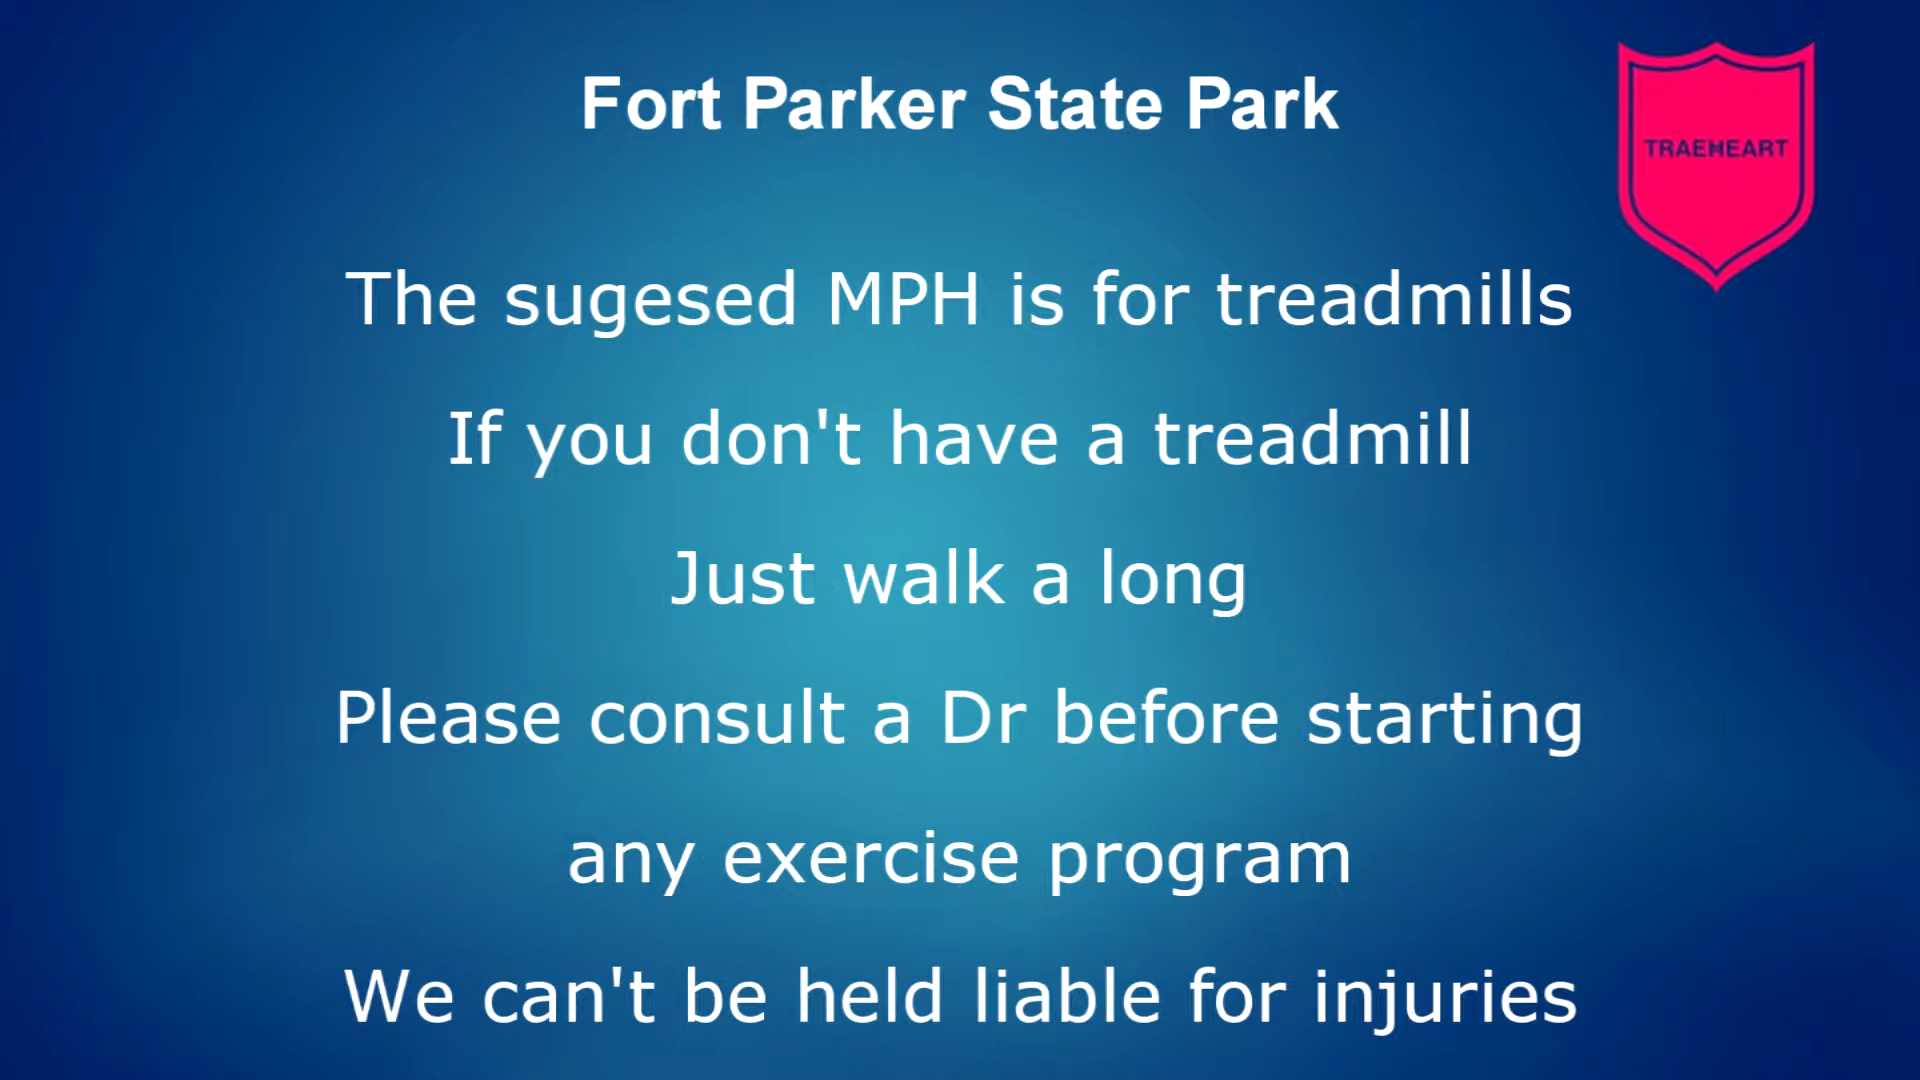 Fort Parker State Park
TRAEHEART
The sugesed MPH is for treadmills
If you don't have a treadmill
Just walk a long
Please consult a Dr before starting
any exercise program
We can't be held liable for injuries